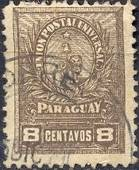 UNION POSTAL UNIVERSAL
PARAGUAY
8 CENTAVOS 8